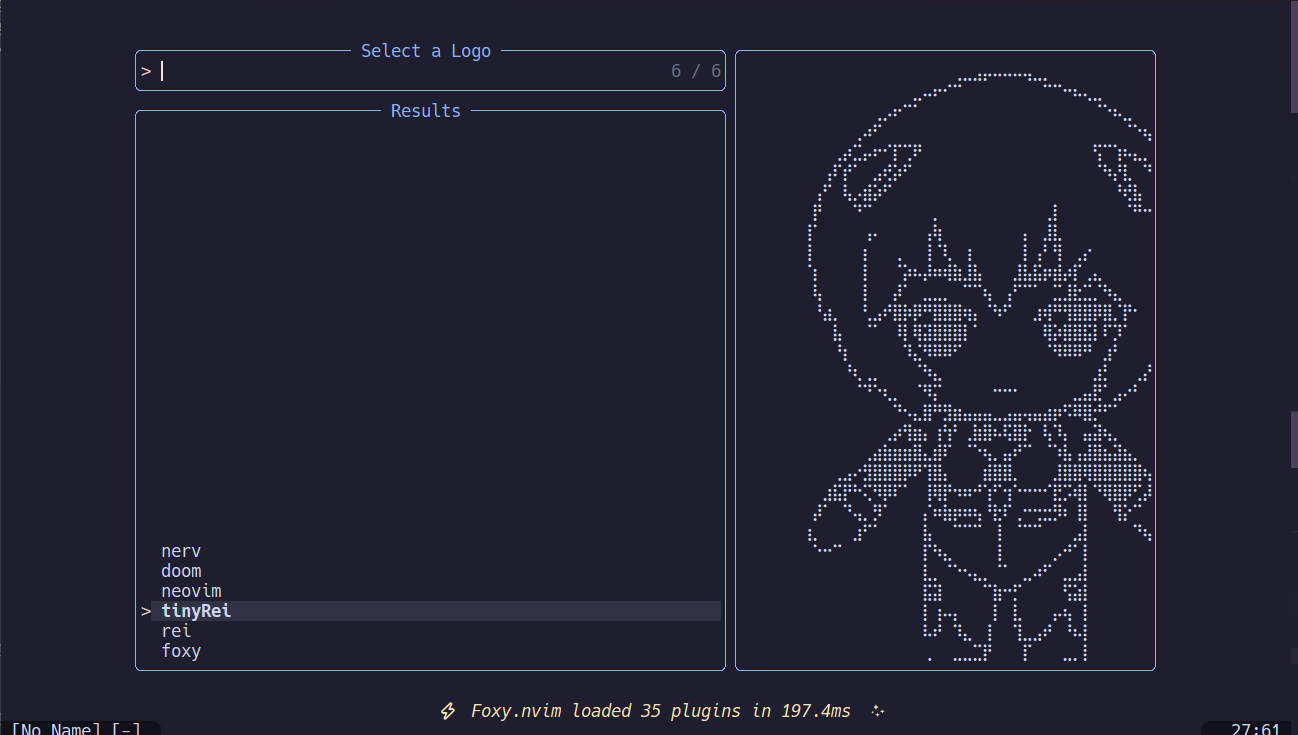 Select a Logo
> 6 / 6
Results
nerv
doom
neovim
> tinyRei
rei
foxy
Foxy.nvim loaded 35 plugins in 197.4ms
[No Name] [-] 27:61